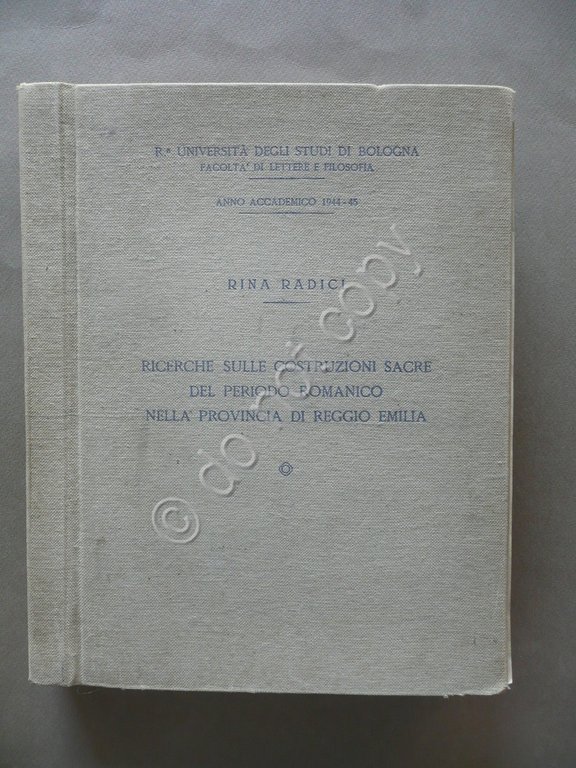 R.ª UNIVERSITÀ DEGLI STUDI DI BOLOGNA
FACOLTA' DI LETTERE E FILOSOFIA
ANNO ACCADEMICO 1944-45
RINA RADICI
RICERCHE SULLE COSTRUZIONI SACRE
DEL PERIODO ROMANICO
NELLA PROVINCIA DI REGGIO EMILIA
© do not copy